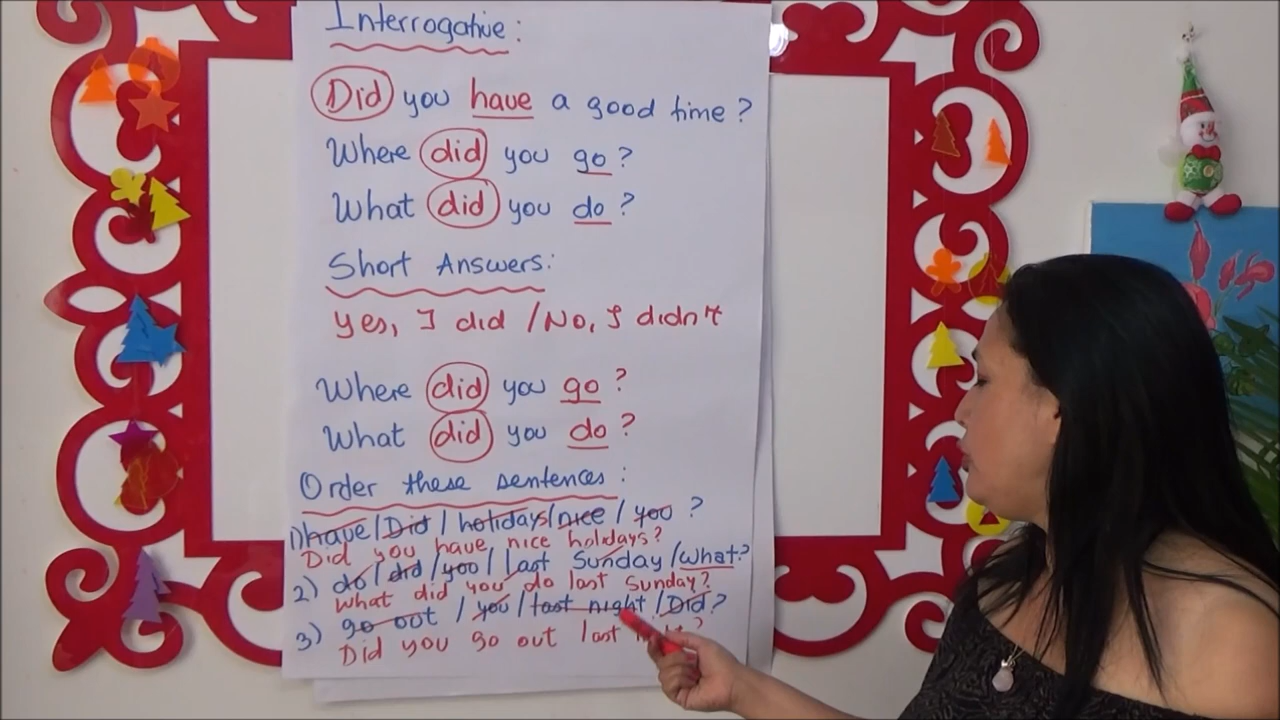 Interrogative:
Did you have a good time?
Where did you go?
What did you do?
Short Answers:
Yes, I did / No, I didn't
Where did you go?
What did you do?
Order these sentences:
1) have / Did / holidays / nice / you ?
Did you have nice holidays?
2) do / did / you / last Sunday / what?
What did you do last Sunday?
3) go out / you / last night / Did?
Did you go out last